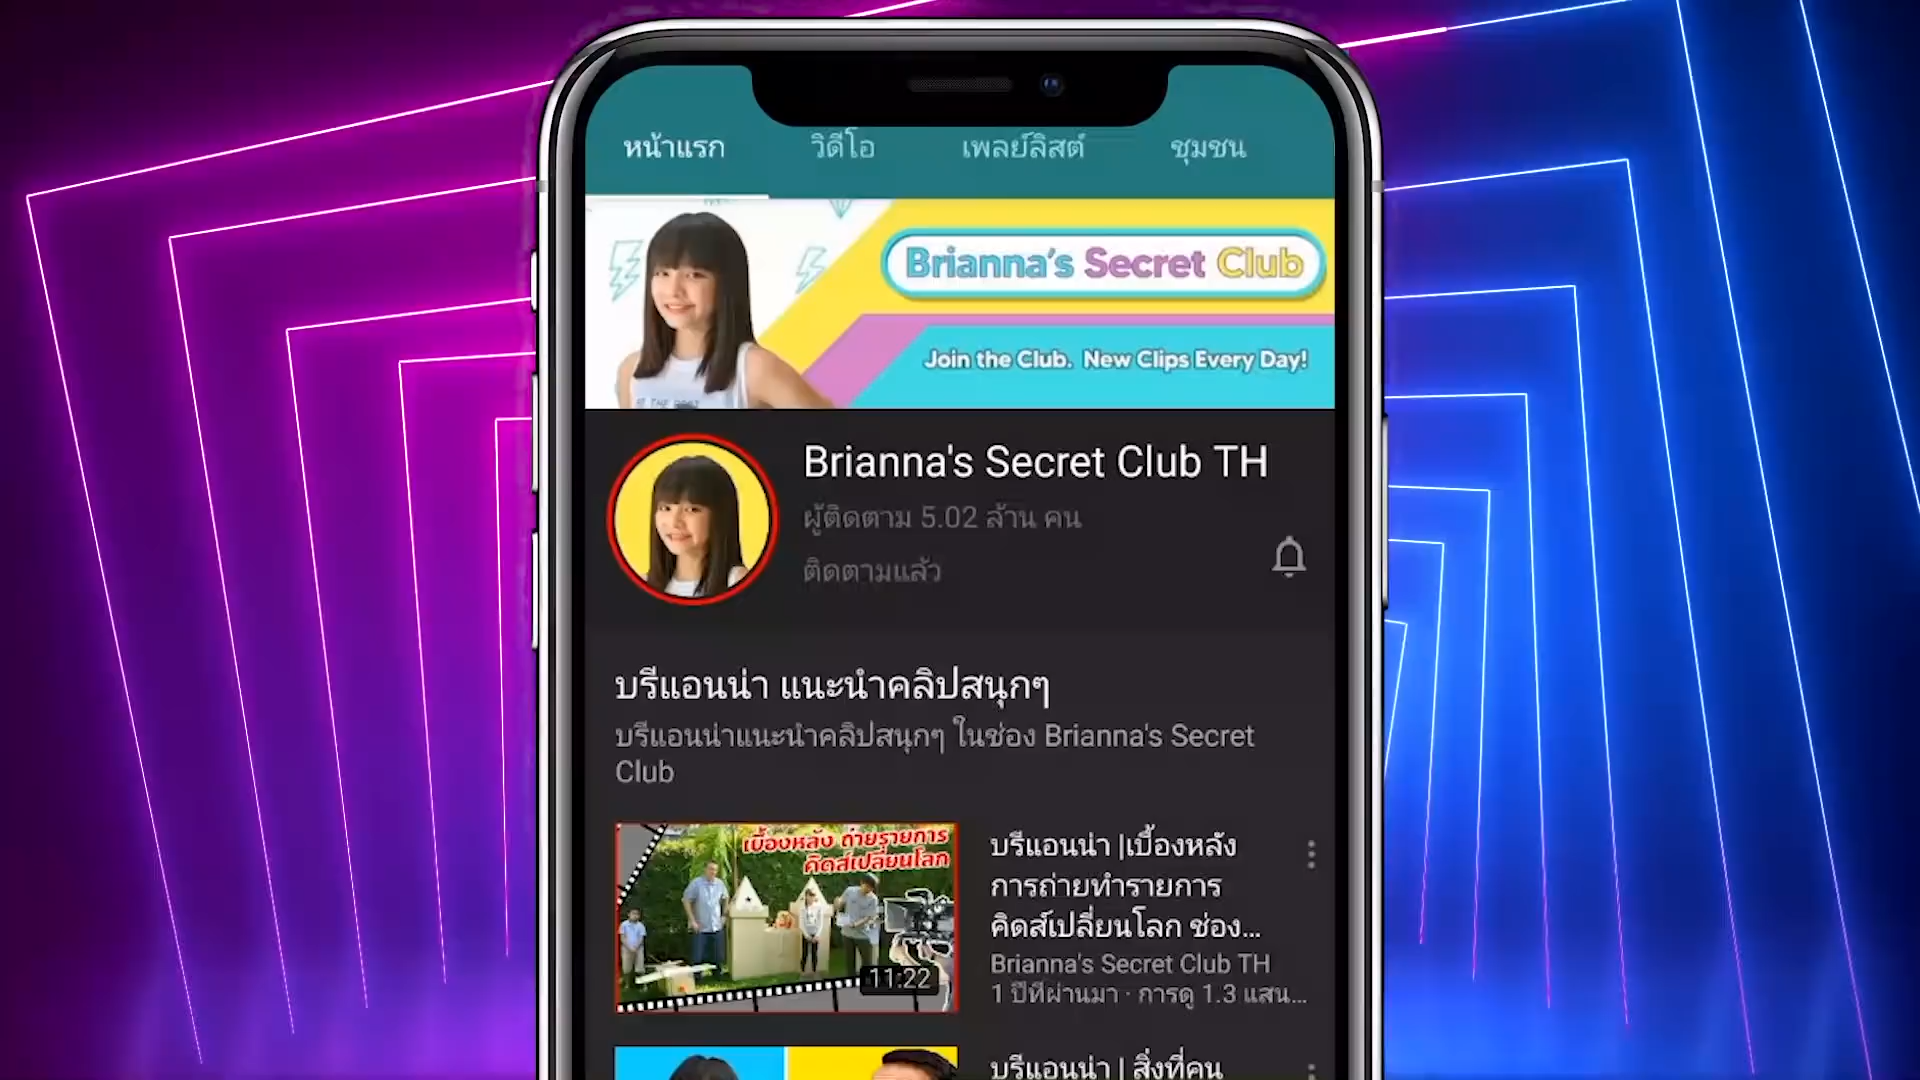 หน้าแรก วิดีโอ เพลย์ลิสต์ ชุมชน
Brianna's Secret Club
Join the Club. New Clips Every Day!
Brianna's Secret Club TH
ผู้ติดตาม 5.02 ล้าน คน
ติดตามแล้ว
บรีแอนน่า แนะนำคลิปสนุกๆ
บรีแอนน่าแนะนำคลิปสนุกๆ ในช่อง Brianna's Secret
Club
เบื้องหลัง ถ่ายรายการ
คิดส์เปลี่ยนโลก
11:22
บรีแอนน่า |เบื้องหลัง
การถ่ายทำรายการ
คิดส์เปลี่ยนโลก ช่อง...
Brianna's Secret Club TH
1 ปีที่ผ่านมา · การดู 1.3 แสน...
บรีแอนน่า | สิ่งที่คน